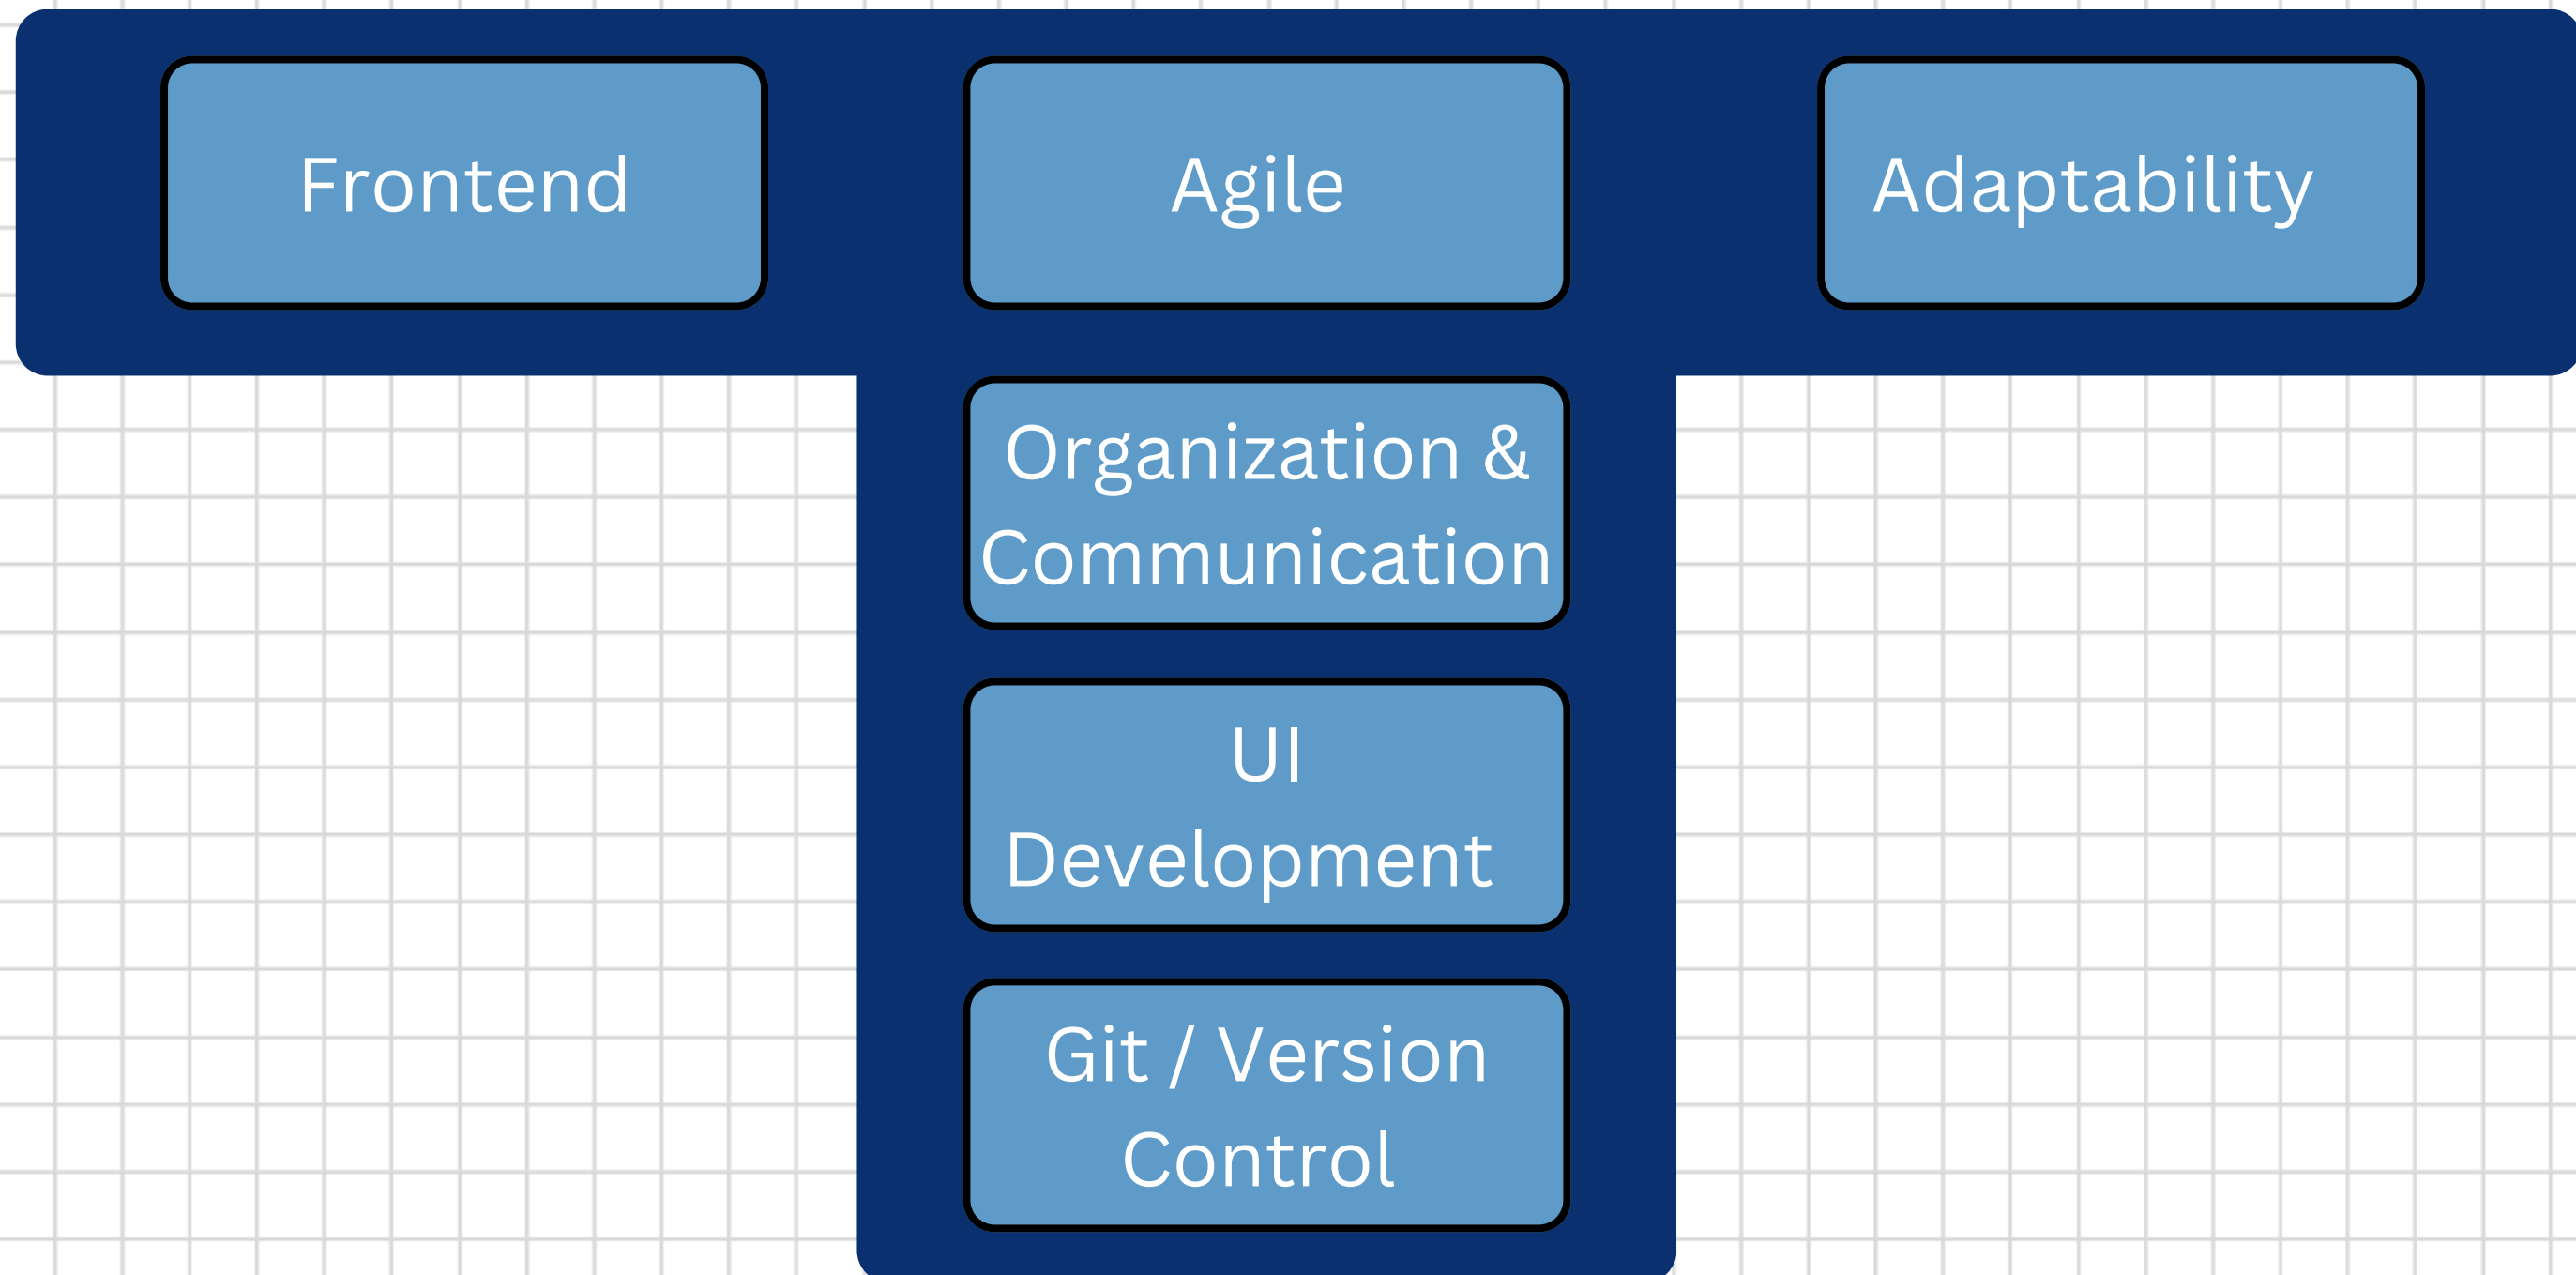 Frontend
Agile
Adaptability
Organization &
Communication
UI
Development
Git / Version
Control